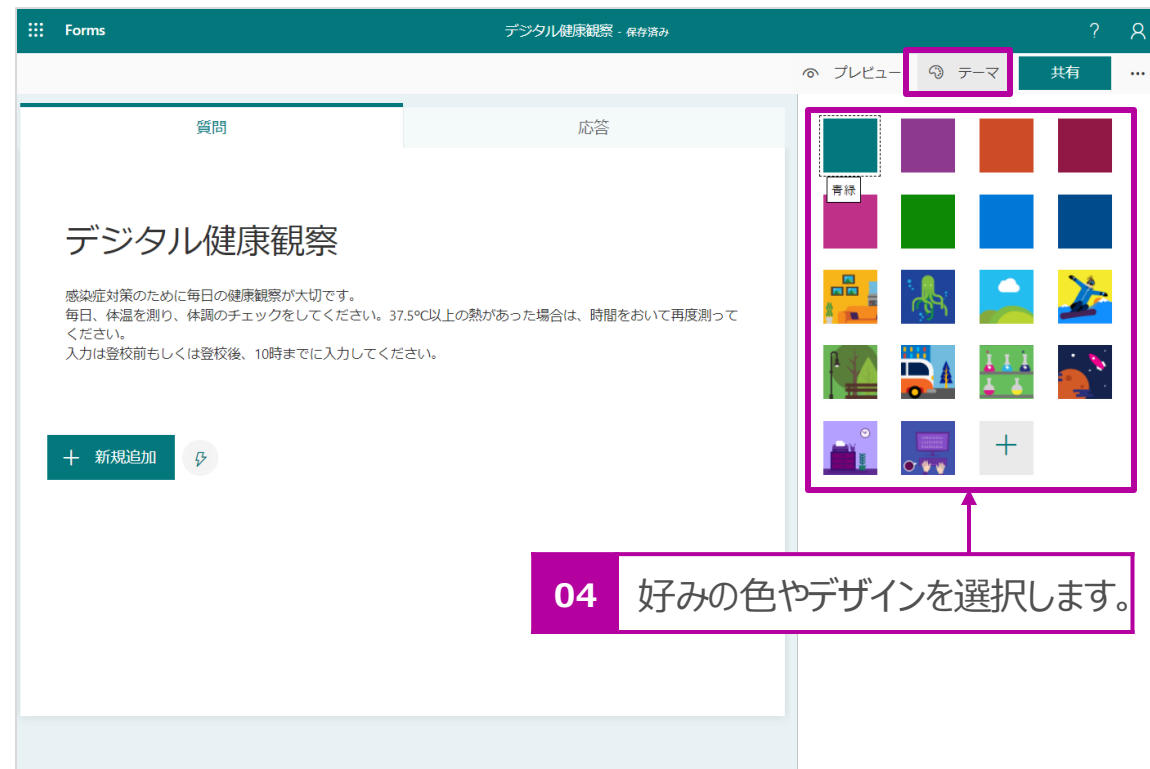 Forms
デジタル健康観察 - 保存済み
?
プレビュー
テーマ
共有
…
質問
応答
青緑
デジタル健康観察
感染症対策のために毎日の健康観察が大切です。
毎日、体温を測り、体調のチェックをしてください。37.5℃以上の熱があった場合は、時間をおいて再度測って
ください。
入力は登校前もしくは登校後、10時までに入力してください。
＋ 新規追加
04 好みの色やデザインを選択します。